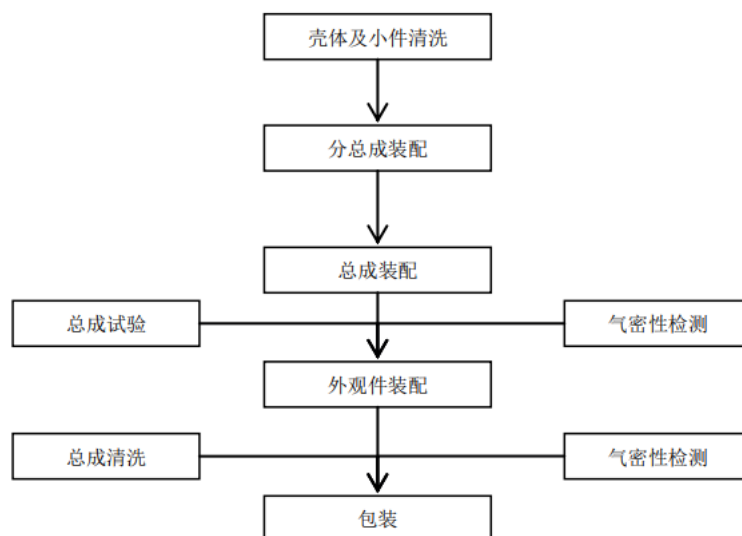 壳体及小件清洗
分总成装配
总成装配
总成试验
气密性检测
外观件装配
总成清洗
气密性检测
包装